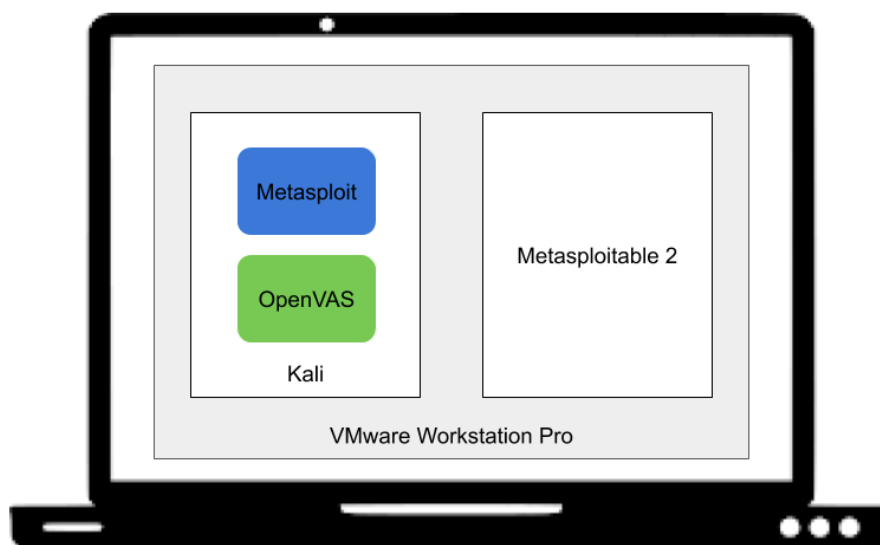 Metasploit
OpenVAS
Kali
Metasploitable 2
VMware Workstation Pro